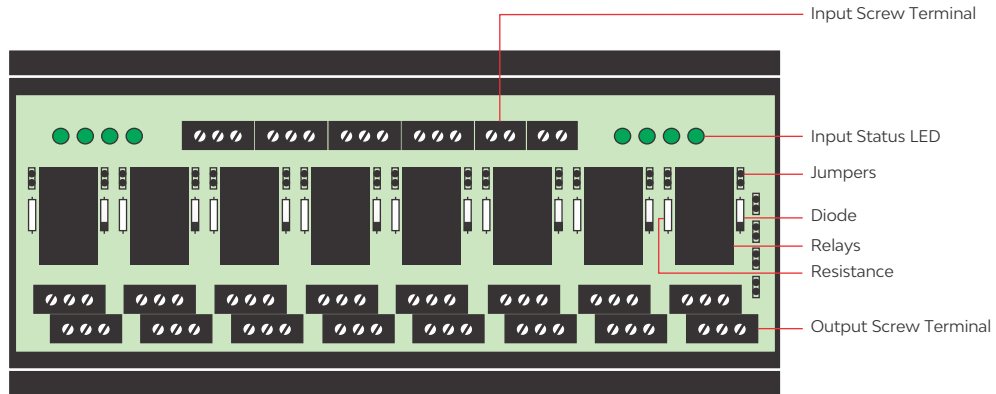 Input Screw Terminal
Input Status LED
Jumpers
Diode
Relays
Resistance
Output Screw Terminal